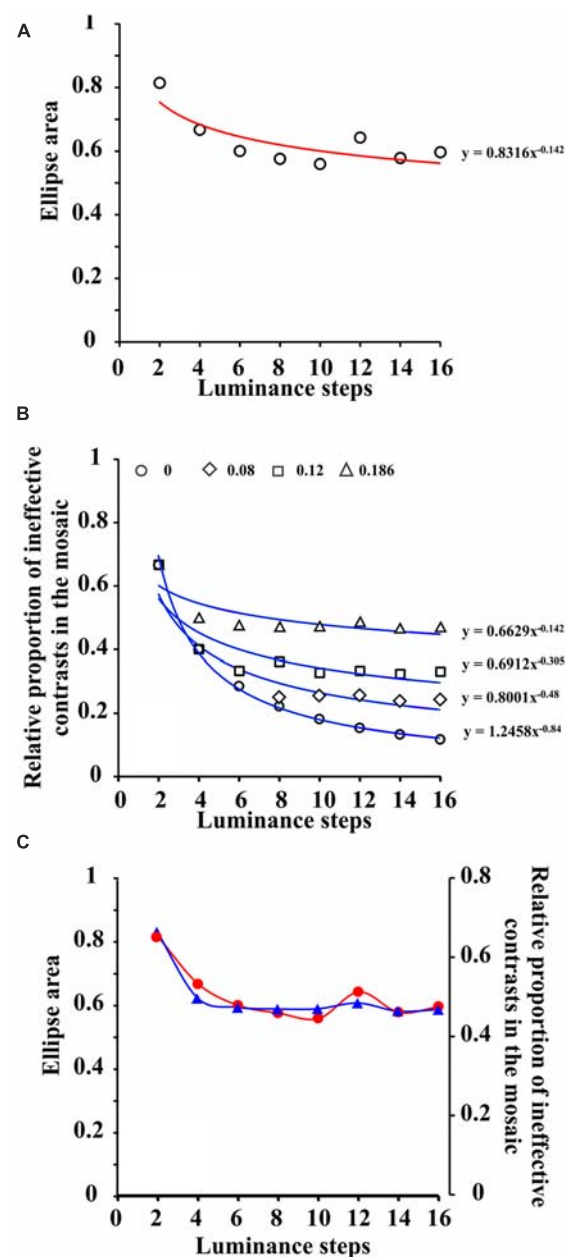 A
1
0.8
0.6
0.4
0.2
0
Ellipse area
y = 0.8316x^-0.142
0 2 4 6 8 10 12 14 16
Luminance steps
B
1
0.8
0.6
0.4
0.2
0
Relative proportion of ineffective
contrasts in the mosaic
0 0.08 0.12 0.186
y = 0.6629x^-0.142
y = 0.6912x^-0.305
y = 0.8001x^-0.48
y = 1.2458x^-0.84
0 2 4 6 8 10 12 14 16
Luminance steps
C
1
0.8
0.6
0.4
0.2
0
Ellipse area
0.8
0.6
0.4
0.2
0
Relative proportion of ineffective
contrasts in the mosaic
0 2 4 6 8 10 12 14 16
Luminance steps